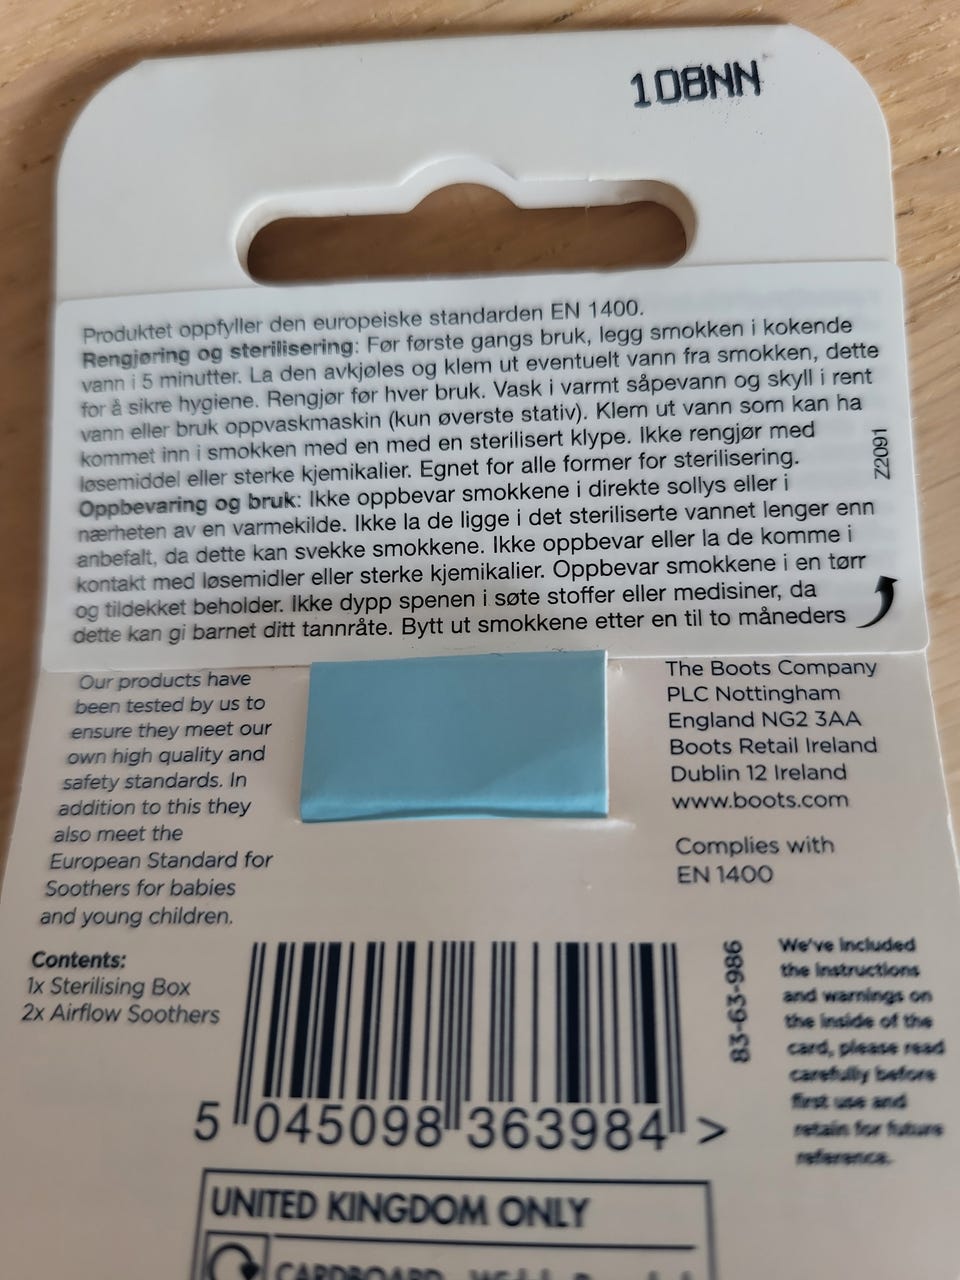 108NN
Produktet oppfyller den europeiske standarden EN 1400.
Rengjøring og sterilisering: Før første gangs bruk, legg smokken i kokende
vann i 5 minutter. La den avkjøles og klem ut eventuelt vann fra smokken, dette
for å sikre hygiene. Rengjør før hver bruk. Vask i varmt såpevann og skyll i rent
vann eller bruk oppvaskmaskin (kun øverste stativ). Klem ut vann som kan ha
kommet inn i smokken med en med en sterilisert klype. Ikke rengjør med
løsemiddel eller sterke kjemikalier. Egnet for alle former for sterilisering.
Oppbevaring og bruk: Ikke oppbevar smokkene i direkte sollys eller i
nærheten av en varmekilde. Ikke la de ligge i det steriliserte vannet lenger enn
anbefalt, da dette kan svekke smokkene. Ikke oppbevar eller la de komme i
kontakt med løsemidler eller sterke kjemikalier. Oppbevar smokkene i en tørr
og tildekket beholder. Ikke dypp spenen i søte stoffer eller medisiner, da
dette kan gi barnet ditt tannråte. Bytt ut smokkene etter en til to måneders
Z2091
Our products have
been tested by us to
ensure they meet our
own high quality and
safety standards. In
addition to this they
also meet the
European Standard for
Soothers for babies
and young children.
The Boots Company
PLC Nottingham
England NG2 3AA
Boots Retail Ireland
Dublin 12 Ireland
www.boots.com
Complies with
EN 1400
Contents:
1x Sterilising Box
2x Airflow Soothers
5 045098 363984 >
83-63-986
We've included
the instructions
and warnings on
the inside of the
card, please read
carefully before
first use and
retain for future
reference.
UNITED KINGDOM ONLY
CARDBOARD